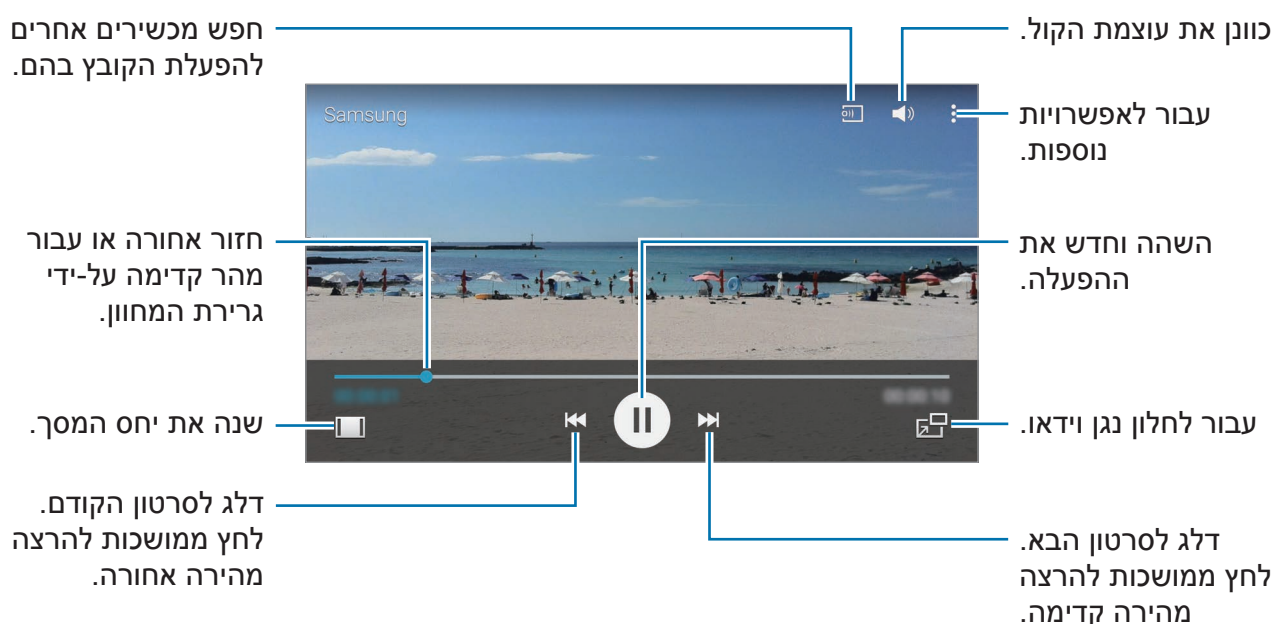 כוונן את עוצמת הקול.
עבור לאפשרויות
נוספות.
השהה וחדש את
ההפעלה.
עבור לחלון נגן וידאו.
דלג לסרטון הבא.
לחץ ממושכות להרצה
מהירה קדימה.
חפש מכשירים אחרים
להפעלת הקובץ בהם.
Samsung
חזור אחורה או עבור
מהר קדימה על-ידי
גרירת המחוון.
שנה את יחס המסך.
דלג לסרטון הקודם.
לחץ ממושכות להרצה
מהירה אחורה.